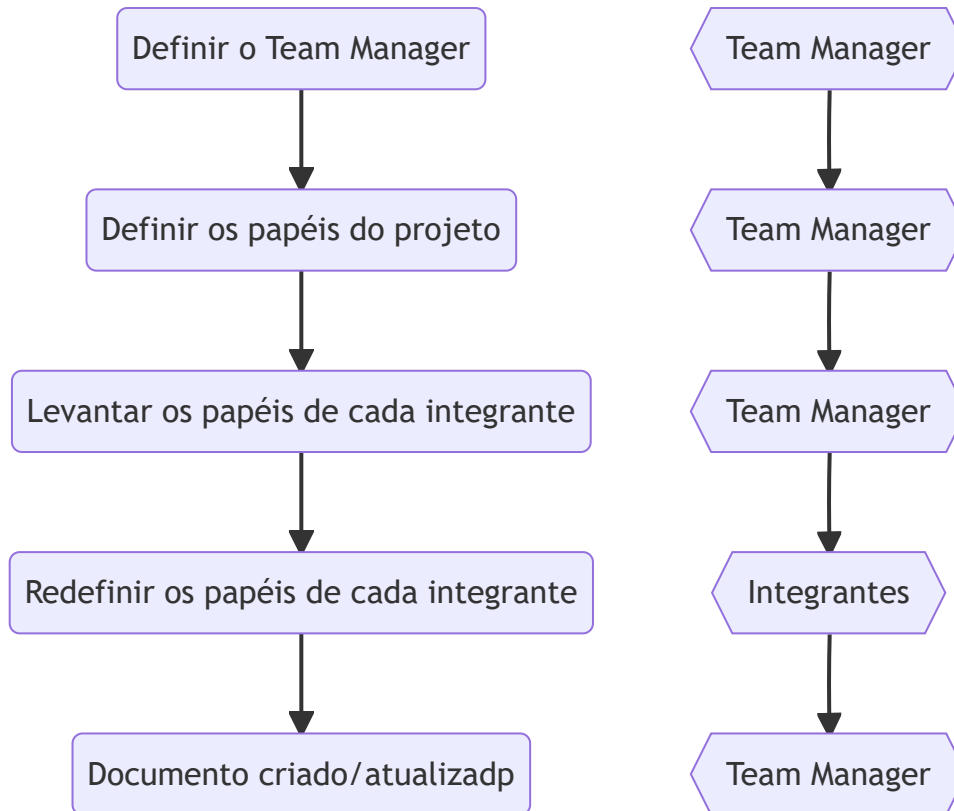 Definir o Team Manager
Team Manager
Definir os papéis do projeto
Team Manager
Levantar os papéis de cada integrante
Team Manager
Redefinir os papéis de cada integrante
Integrantes
Documento criado/atualizadp
Team Manager